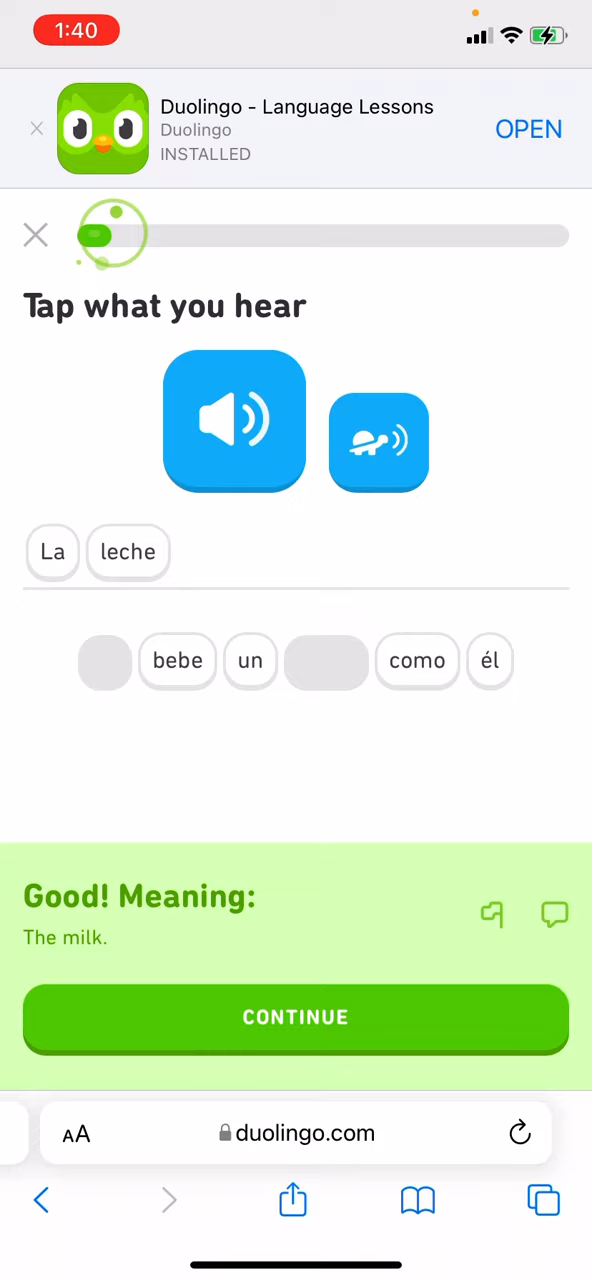 1:40
Duolingo - Language Lessons
Duolingo
INSTALLED
OPEN
Tap what you hear
La leche
bebe un como él
Good! Meaning:
The milk.
CONTINUE
AA duolingo.com